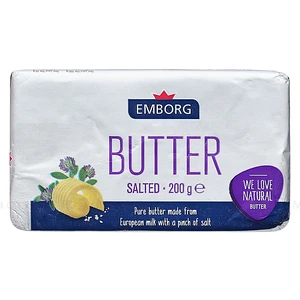 EMBORG
BUTTER
SALTED • 200 g ℮
WE LOVE
NATURAL
BUTTER
Pure butter made from
European milk with a pinch of salt